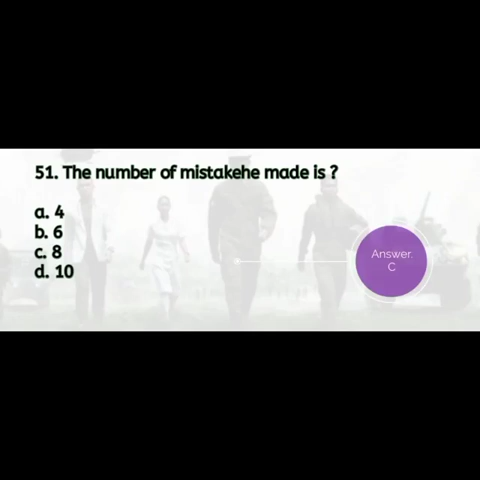 51. The number of mistakehe made is ?
a. 4
b. 6
c. 8
d. 10
Answer.
C